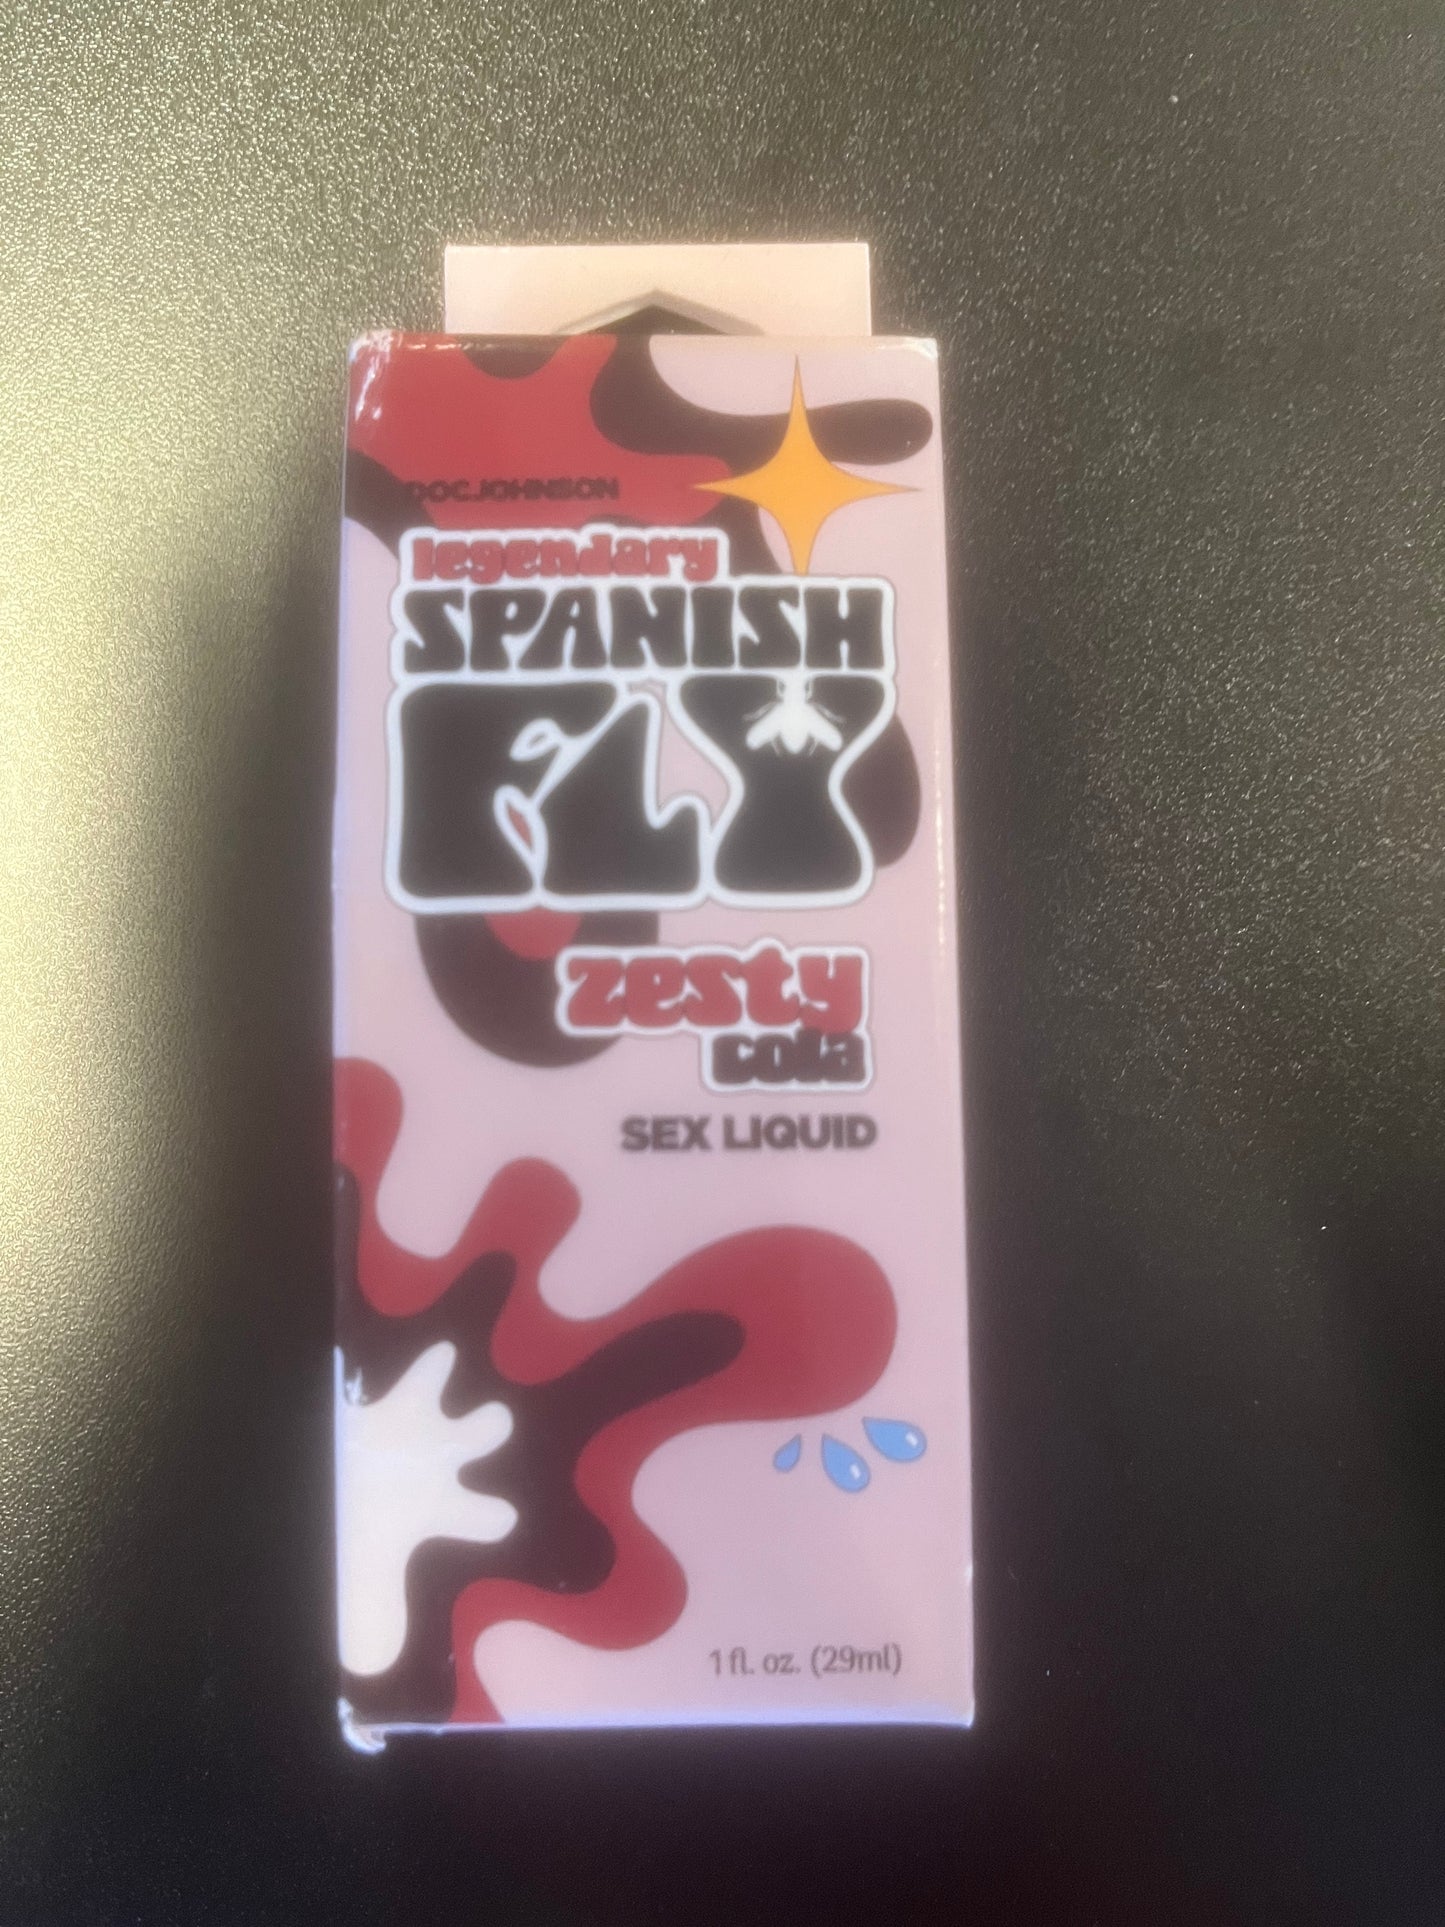 DOC JOHNSON
legendary
SPANISH
FLY
zesty
cola
SEX LIQUID
1 fl. oz. (29ml)